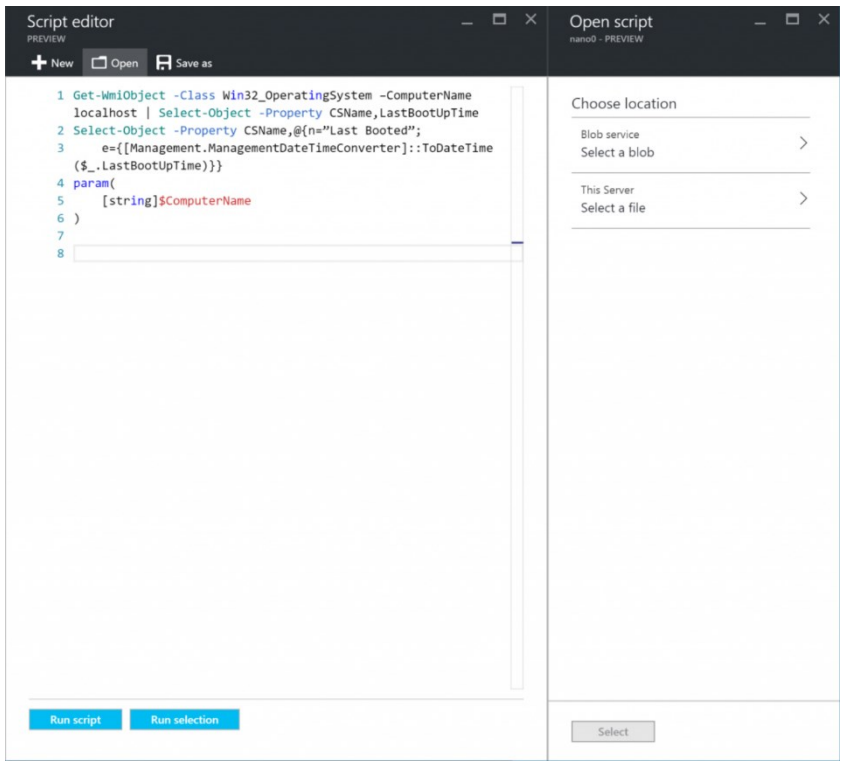 Script editor
PREVIEW
New Open Save as
1 Get-WmiObject -Class Win32_OperatingSystem –ComputerName
localhost | Select-Object -Property CSName,LastBootUpTime
2 Select-Object -Property CSName,@{n=”Last Booted”;
3 e={[Management.ManagementDateTimeConverter]::ToDateTime
($_.LastBootUpTime)}}
4 param(
5 [string]$ComputerName
6 )
7
8
Run script Run selection
Open script
nano0 - PREVIEW
Choose location
Blob service
Select a blob
This Server
Select a file
Select